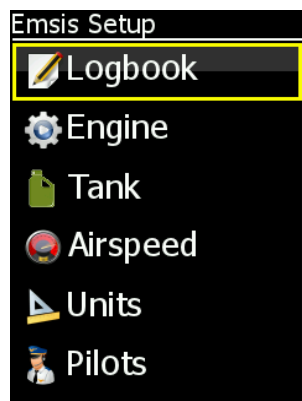 Emsis Setup
Logbook
Engine
Tank
Airspeed
Units
Pilots